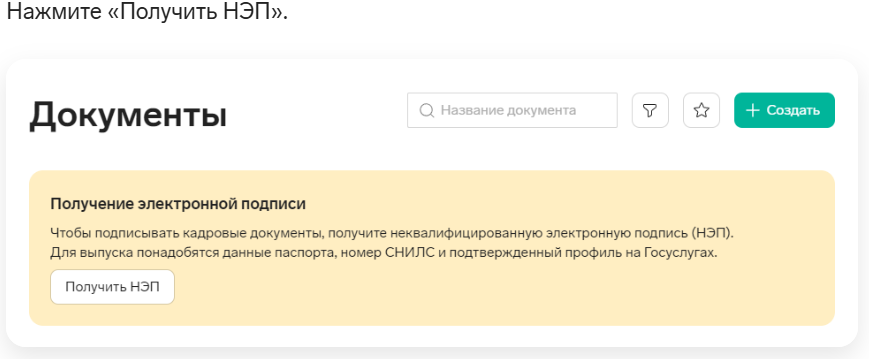 Нажмите «Получить НЭП».
Документы
Название документа
Создать
Получение электронной подписи
Чтобы подписывать кадровые документы, получите неквалифицированную электронную подпись (НЭП).
Для выпуска понадобятся данные паспорта, номер СНИЛС и подтвержденный профиль на Госуслугах.
Получить НЭП